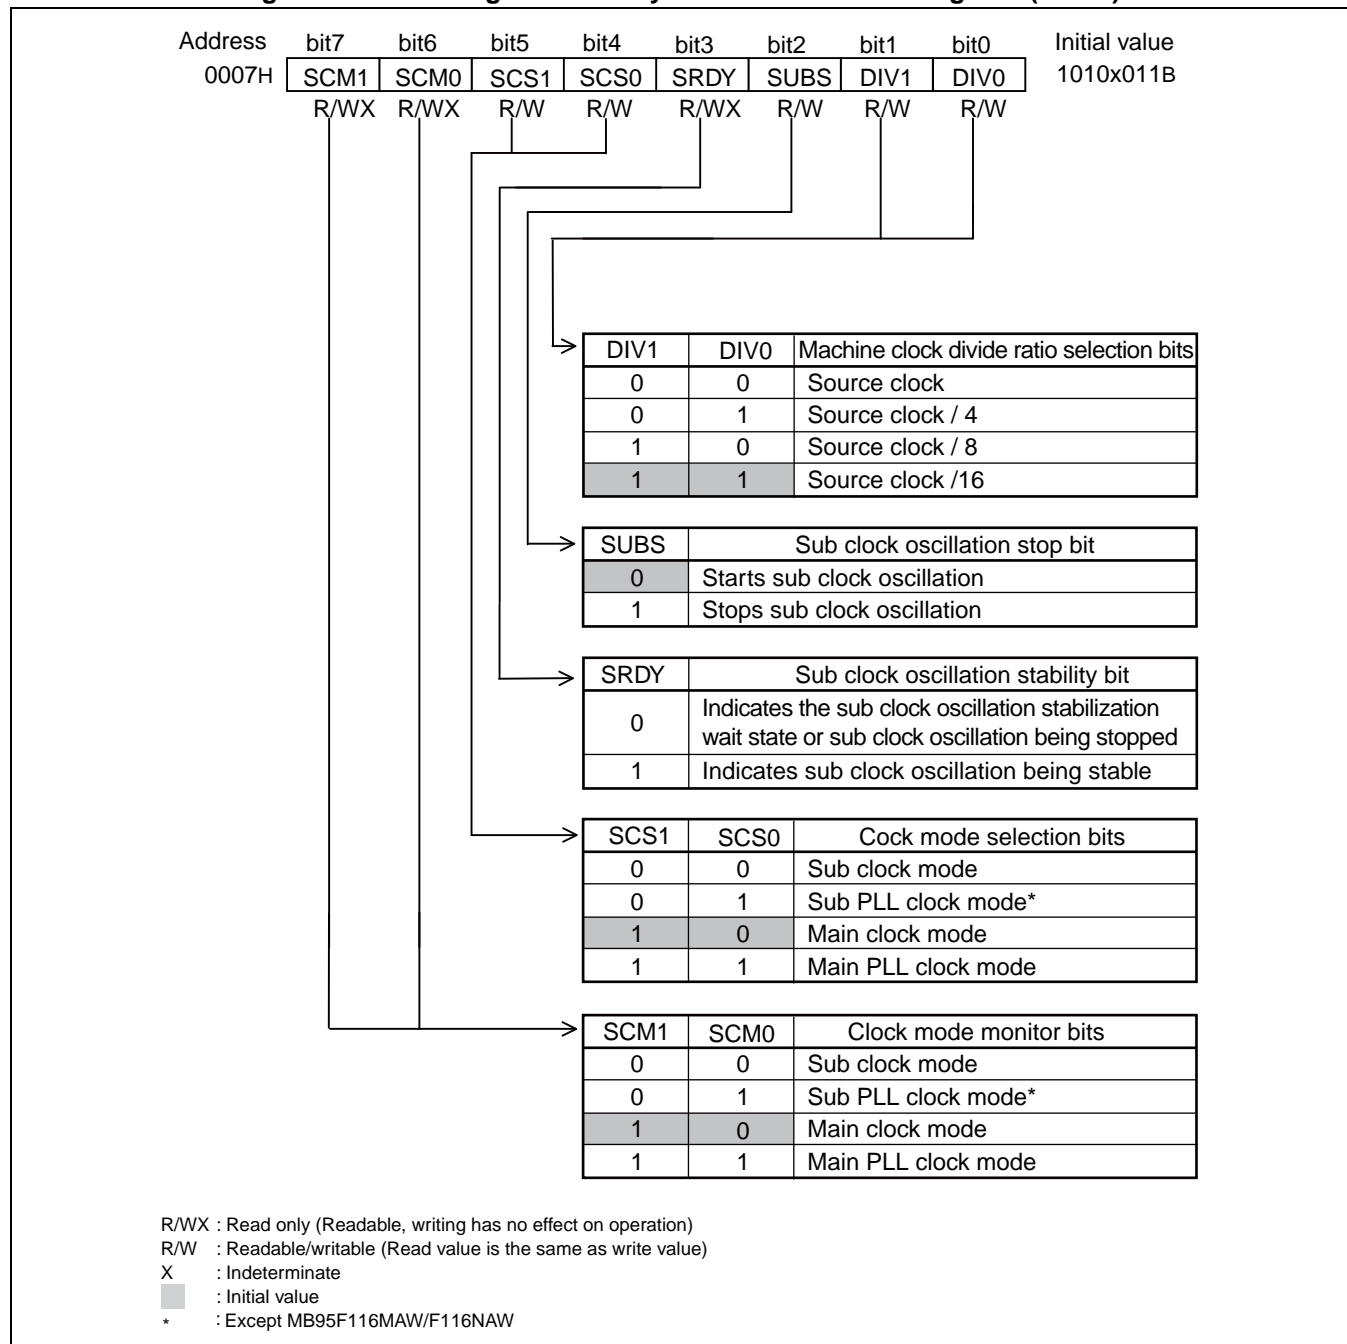 Address bit7 bit6 bit5 bit4 bit3 bit2 bit1 bit0 Initial value
0007H SCM1 SCM0 SCS1 SCS0 SRDY SUBS DIV1 DIV0 1010x011B
R/WX R/WX R/W R/W R/WX R/W R/W R/W
DIV1 DIV0 Machine clock divide ratio selection bits
0 0 Source clock
0 1 Source clock / 4
1 0 Source clock / 8
1 1 Source clock /16
SUBS Sub clock oscillation stop bit
0 Starts sub clock oscillation
1 Stops sub clock oscillation
SRDY Sub clock oscillation stability bit
0 Indicates the sub clock oscillation stabilization
wait state or sub clock oscillation being stopped
1 Indicates sub clock oscillation being stable
SCS1 SCS0 Cock mode selection bits
0 0 Sub clock mode
0 1 Sub PLL clock mode*
1 0 Main clock mode
1 1 Main PLL clock mode
SCM1 SCM0 Clock mode monitor bits
0 0 Sub clock mode
0 1 Sub PLL clock mode*
1 0 Main clock mode
1 1 Main PLL clock mode
R/WX : Read only (Readable, writing has no effect on operation)
R/W : Readable/writable (Read value is the same as write value)
X : Indeterminate
: Initial value
* : Except MB95F116MAW/F116NAW